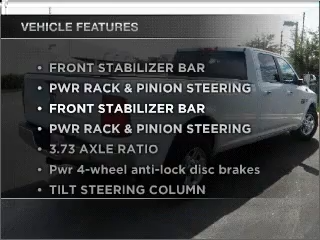 VEHICLE FEATURES
• FRONT STABILIZER BAR
• PWR RACK & PINION STEERING
• FRONT STABILIZER BAR
• PWR RACK & PINION STEERING
• 3.73 AXLE RATIO
• Pwr 4-wheel anti-lock disc brakes
• TILT STEERING COLUMN